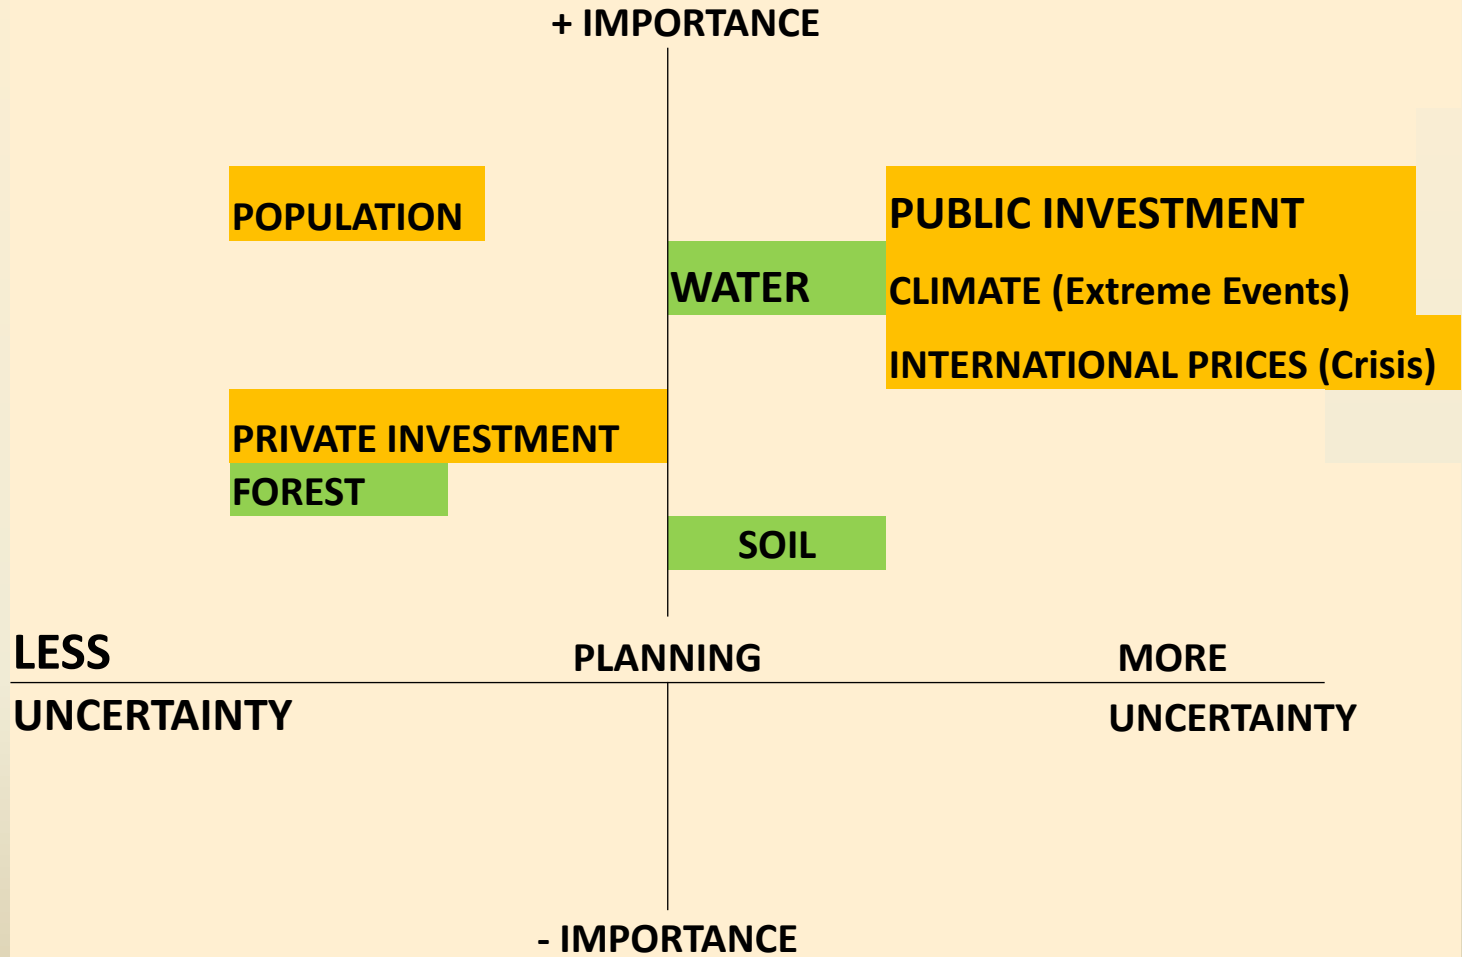 + IMPORTANCE
POPULATION
PUBLIC INVESTMENT
WATER
CLIMATE (Extreme Events)
INTERNATIONAL PRICES (Crisis)
PRIVATE INVESTMENT
FOREST
SOIL
LESS
PLANNING
MORE
UNCERTAINTY
UNCERTAINTY
- IMPORTANCE